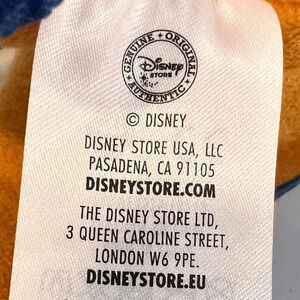 GENUINE • ORIGINAL
Disney
STORE
AUTHENTIC
© DISNEY
DISNEY STORE USA, LLC
PASADENA, CA 91105
DISNEYSTORE.COM
THE DISNEY STORE LTD,
3 QUEEN CAROLINE STREET,
LONDON W6 9PE.
DISNEYSTORE.EU